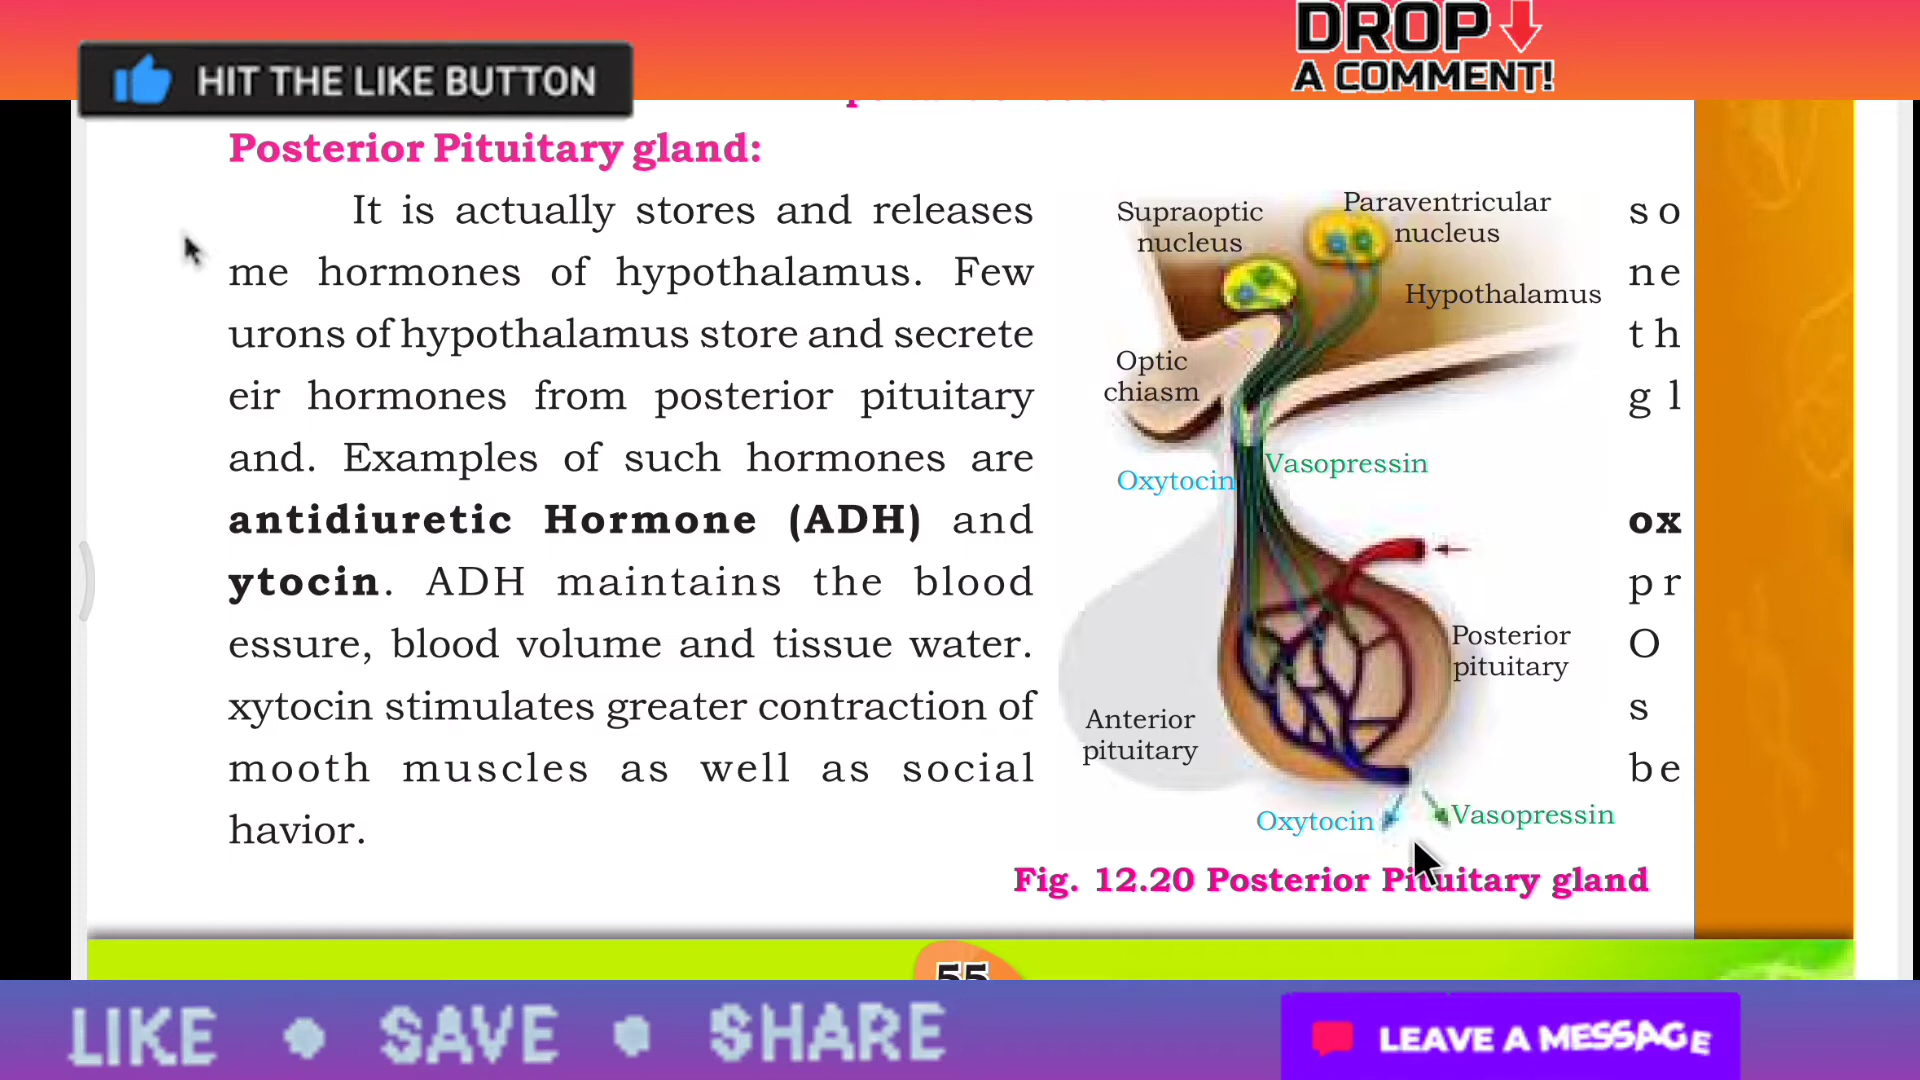 DROP
A COMMENT!
HIT THE LIKE BUTTON
Posterior Pituitary gland:
It is actually stores and releases so
me hormones of hypothalamus. Few ne
urons of hypothalamus store and secrete th
eir hormones from posterior pituitary gl
and. Examples of such hormones are
antidiuretic Hormone (ADH) and ox
ytocin. ADH maintains the blood pr
essure, blood volume and tissue water. O
xytocin stimulates greater contraction of s
mooth muscles as well as social be
havior.
Supraoptic
nucleus
Paraventricular
nucleus
Hypothalamus
Optic
chiasm
Oxytocin
Vasopressin
Posterior
pituitary
Anterior
pituitary
Oxytocin
Vasopressin
Fig. 12.20 Posterior Pituitary gland
55
LIKE • SAVE • SHARE
LEAVE A MESSAGE